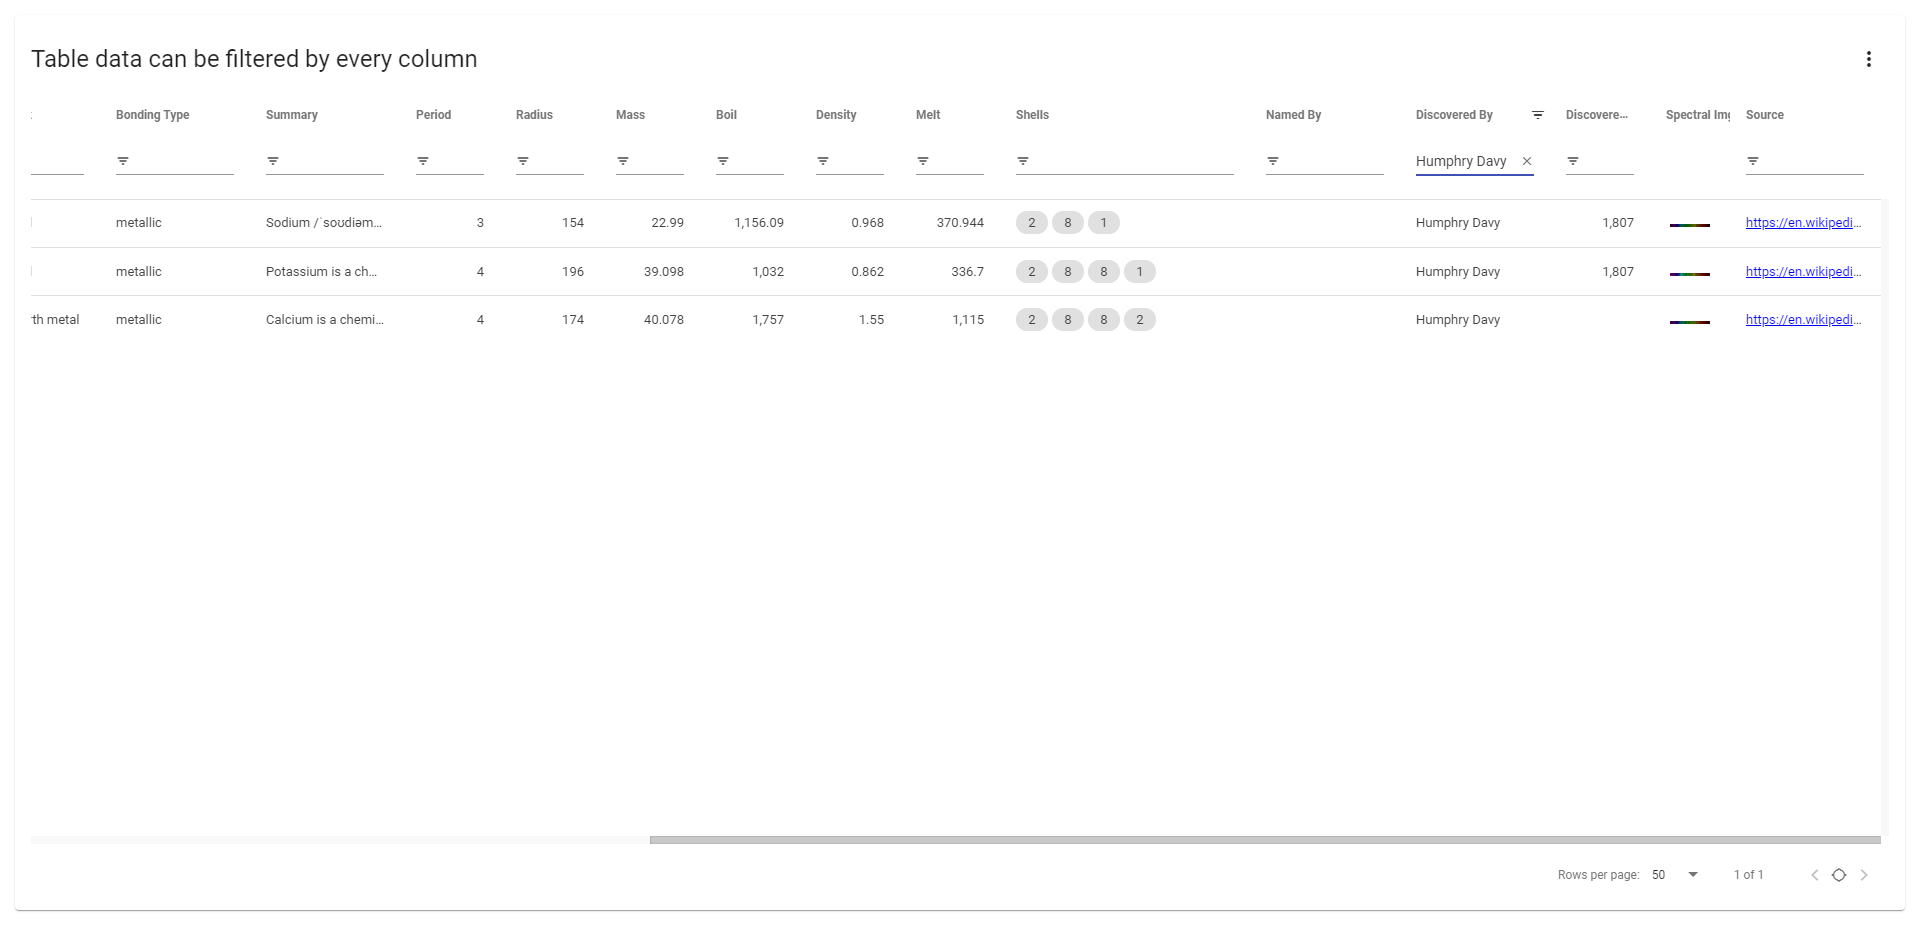 Table data can be filtered by every column
Bonding Type Summary Period Radius Mass Boil Density Melt Shells Named By Discovered By Discovere... Spectral Img Source
Humphry Davy
metallic Sodium /ˈsoʊdiəm... 3 154 22.99 1,156.09 0.968 370.944 2 8 1 Humphry Davy 1,807 https://en.wikipedi...
metallic Potassium is a ch... 4 196 39.098 1,032 0.862 336.7 2 8 8 1 Humphry Davy 1,807 https://en.wikipedi...
th metal metallic Calcium is a chemi... 4 174 40.078 1,757 1.55 1,115 2 8 8 2 Humphry Davy https://en.wikipedi...
Rows per page: 50 1 of 1